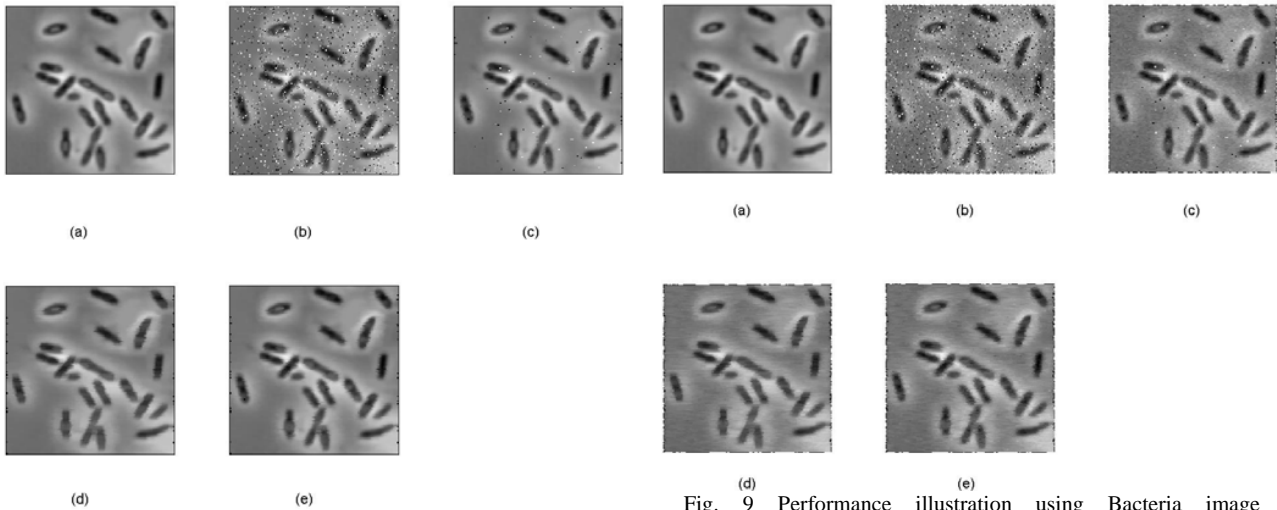 (a) (b) (c)
(d) (e)
(a) (b) (c)
(d) (e)
Fig. 9 Performance illustration using Bacteria image